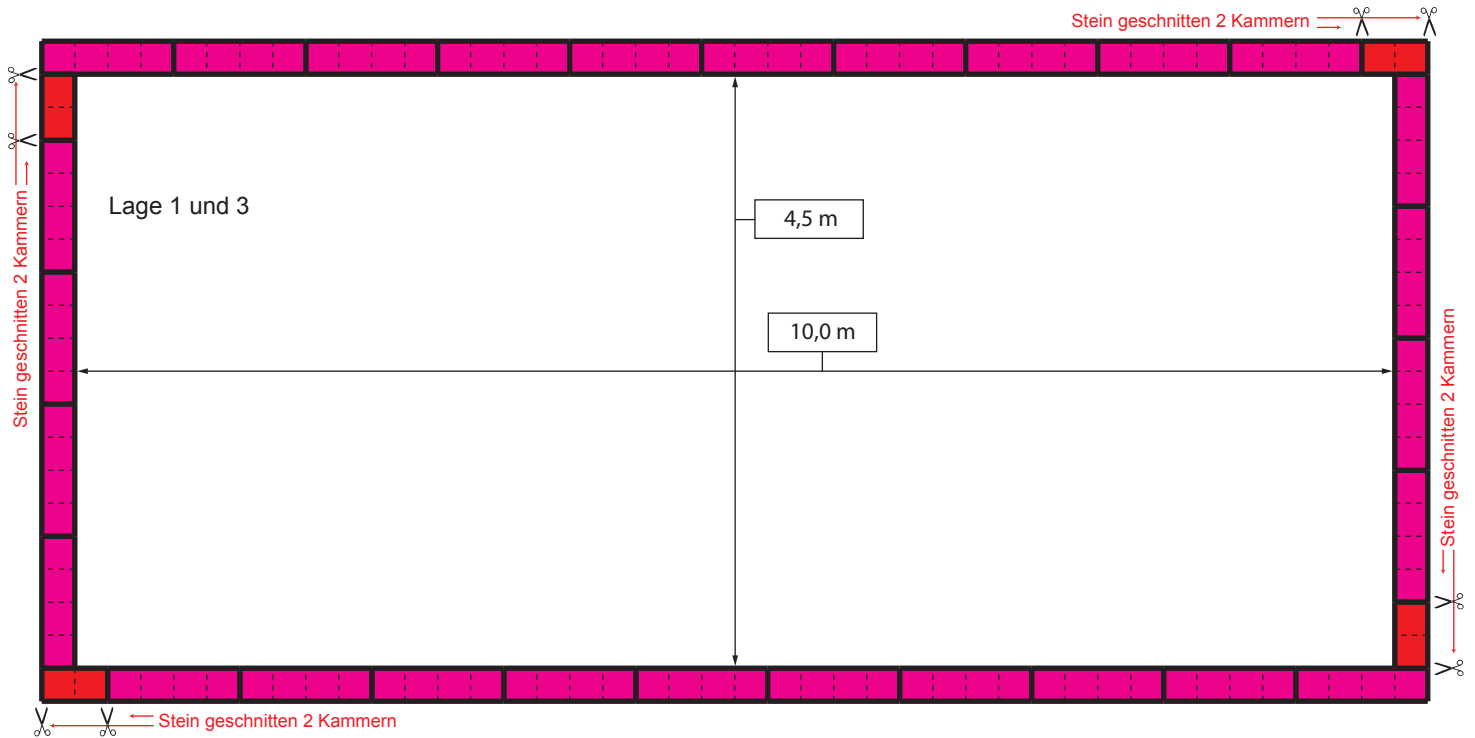 Stein geschnitten 2 Kammern
Stein geschnitten 2 Kammern
Lage 1 und 3
4,5 m
10,0 m
Stein geschnitten 2 Kammern
Stein geschnitten 2 Kammern